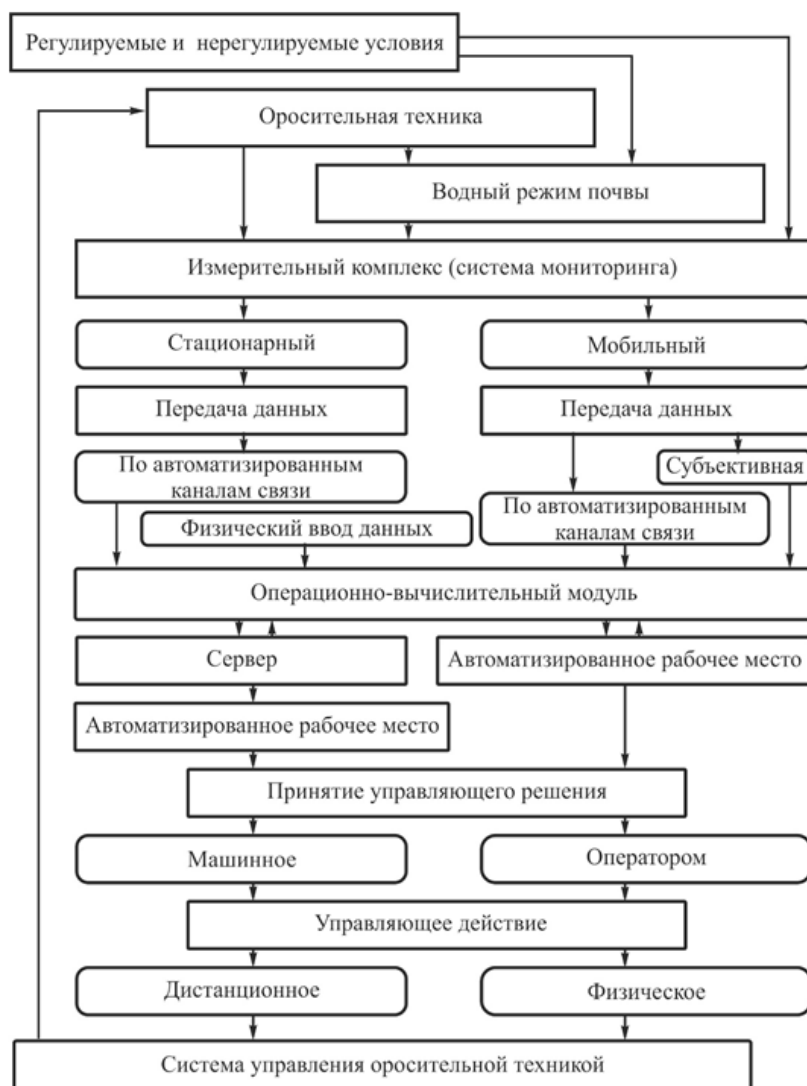 Регулируемые и нерегулируемые условия
Оросительная техника
Водный режим почвы
Измерительный комплекс (система мониторинга)
Стационарный
Мобильный
Передача данных
Передача данных
По автоматизированным
каналам связи
Субъективная
Физический ввод данных
По автоматизированным
каналам связи
Операционно-вычислительный модуль
Сервер
Автоматизированное рабочее место
Автоматизированное рабочее место
Принятие управляющего решения
Машинное
Оператором
Управляющее действие
Дистанционное
Физическое
Система управления оросительной техникой